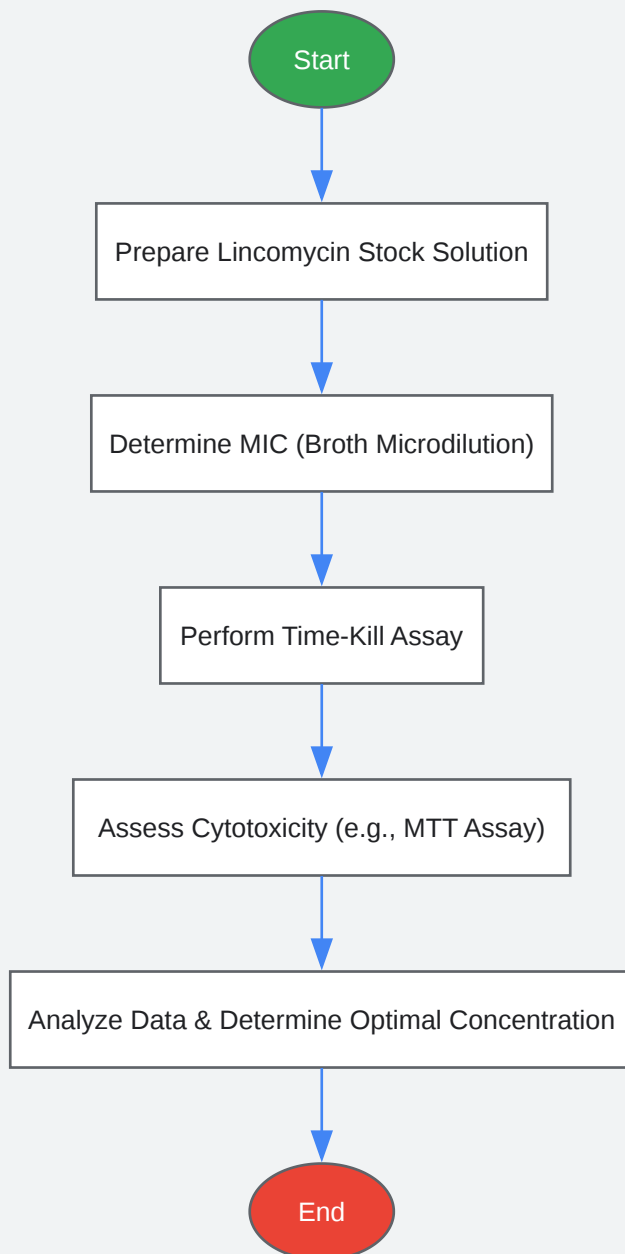 Start
Prepare Lincomycin Stock Solution
Determine MIC (Broth Microdilution)
Perform Time-Kill Assay
Assess Cytotoxicity (e.g., MTT Assay)
Analyze Data & Determine Optimal Concentration
End